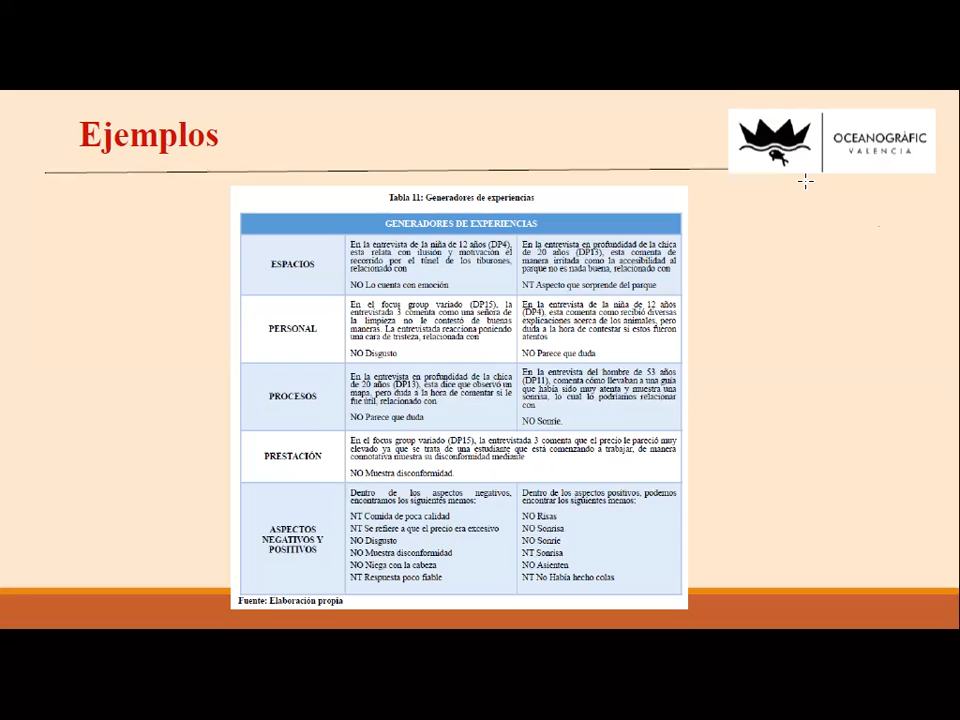 Ejemplos
OCEANOGRÀFIC
VALENCIA
Tabla 11: Generadores de experiencias
GENERADORES DE EXPERIENCIAS
ESPACIOS
En la entrevista de la niña de 12 años (DP4),
esta relata con ilusión y motivación el
recorrido por el túnel de los tiburones,
relacionado con
NO Lo cuenta con emoción
En la entrevista en profundidad de la chica
de 20 años (DP13), esta comenta de
manera irritada como la accesibilidad al
parque no es nada buena, relacionado con
NT Aspecto que sorprende del parque
PERSONAL
En el focus group variado (DP15), la
entrevistada 3 comenta como una señora de
la limpieza no le contestó de buenas
maneras. La entrevistada reacciona poniendo
una cara de tristeza, relacionada con
NO Disgusto
En la entrevista de la niña de 12 años
(DP4), esta comenta como recibió diversas
explicaciones acerca de los animales, pero
duda a la hora de contestar si estos fueron
atentos
NO Parece que duda
PROCESOS
En la entrevista en profundidad de la chica
de 20 años (DP13), ésta dice que observó un
mapa, pero duda a la hora de comentar si le
fue útil, relacionado con
NO Parece que duda
En la entrevista del hombre de 53 años
(DP11), comenta cómo llevaban a una guía
que había sido muy atenta y muestra una
sonrisa, lo cual lo podríamos relacionar
con
NO Sonríe.
PRESTACIÓN
En el focus group variado (DP15), la entrevistada 3 comenta que el precio le pareció muy
elevado ya que se trata de una estudiante que está comenzando a trabajar, de manera
connotativa muestra su disconformidad mediante
NO Muestra disconformidad.
ASPECTOS
NEGATIVOS Y
POSITIVOS
Dentro de los aspectos negativos,
encontramos los siguientes memos:
NT Comida de poca calidad
NT Se refiere a que el precio era excesivo
NO Disgusto
NO Muestra disconformidad
NO Niega con la cabeza
NT Respuesta poco fiable
Dentro de los aspectos positivos, podemos
encontrar los siguientes memos:
NO Risas
NO Sonrisa
NO Sonríe
NT Sonrisa
NO Asienten
NT No Había hecho colas
Fuente: Elaboración propia